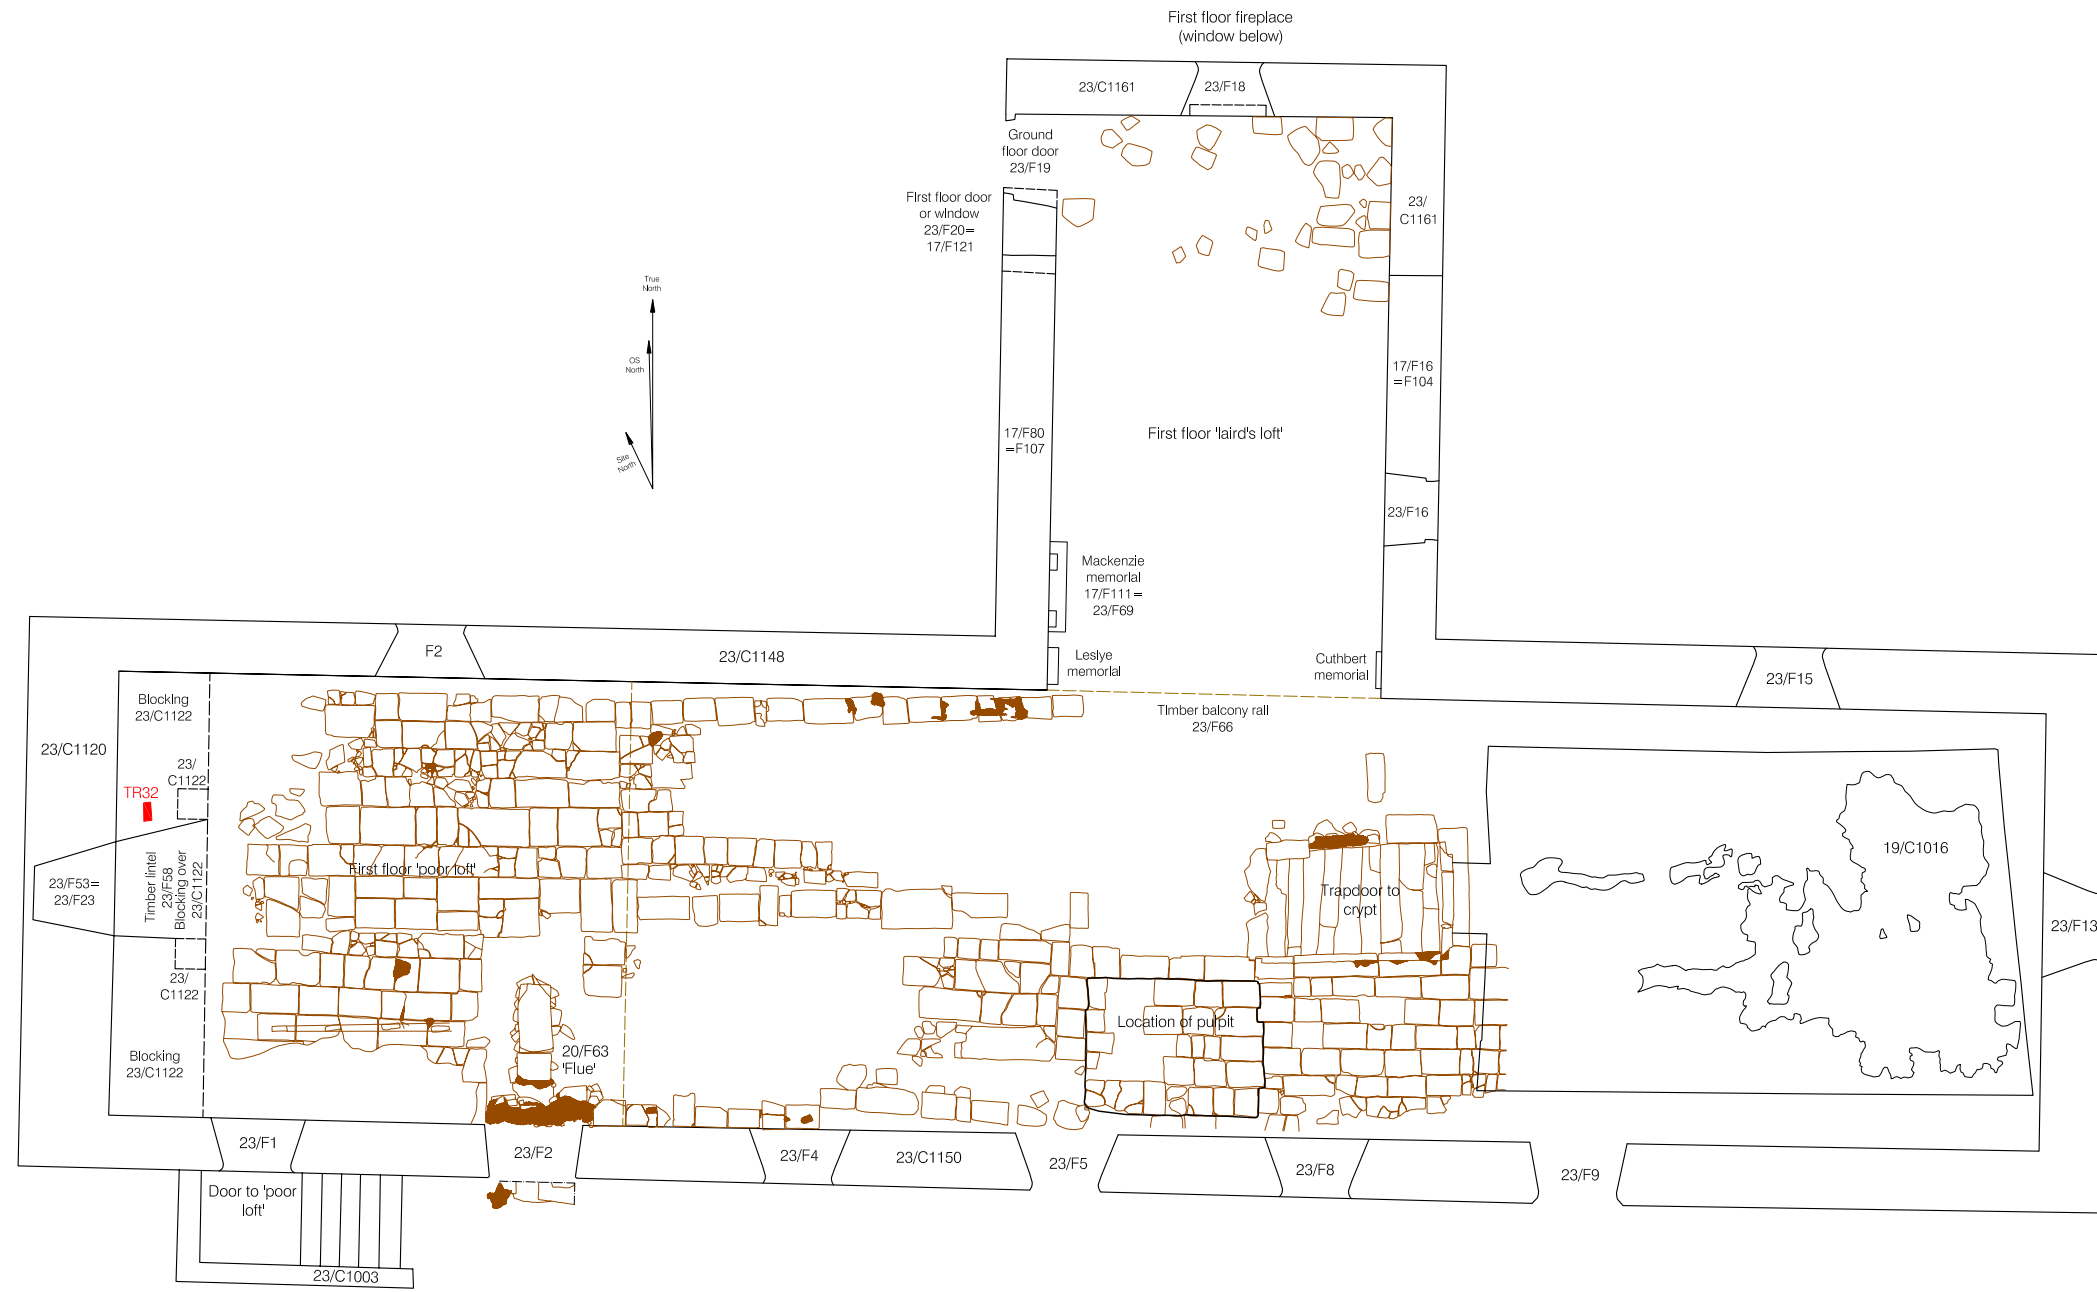 First floor fireplace
(window below)
23/C1161
23/F18
Ground
floor door
23/F19
First floor door
or window
23/F20=
17/F121
23/
C1161
True
North
OS
North
Site
North
17/F16
=F104
17/F80
=F107
First floor 'laird's loft'
23/F16
Mackenzie
memorial
17/F111=
23/F69
Leslye
memorial
Cuthbert
memorial
F2
23/C1148
23/F15
Timber balcony rail
23/F66
Blocking
23/C1122
23/C1120
23/
C1122
TR32
19/C1016
First floor 'poor loft'
23/F53=
23/F23
Timber lintel
23/F58
Blocking over
23/C1122
Trapdoor to
crypt
23/F13
23/
C1122
Location of pulpit
20/F63
'Flue'
Blocking
23/C1122
23/F1
23/F2
23/F4
23/C1150
23/F5
23/F8
23/F9
Door to 'poor
loft'
23/C1003